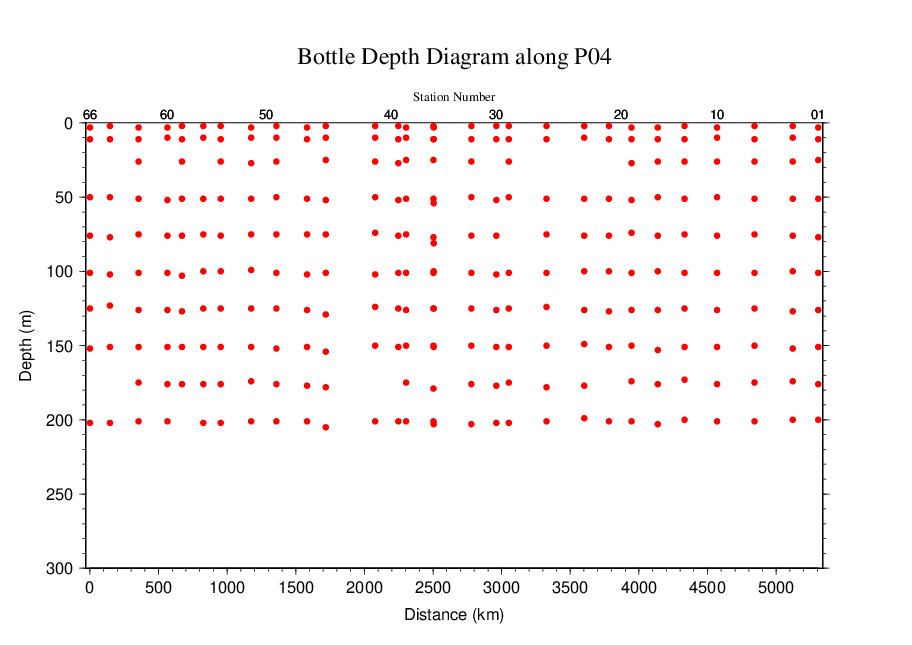 Bottle Depth Diagram along P04
Station Number
66 60 50 40 30 20 10 01
0
50
100
150
200
250
300
Depth (m)
0 500 1000 1500 2000 2500 3000 3500 4000 4500 5000
Distance (km)